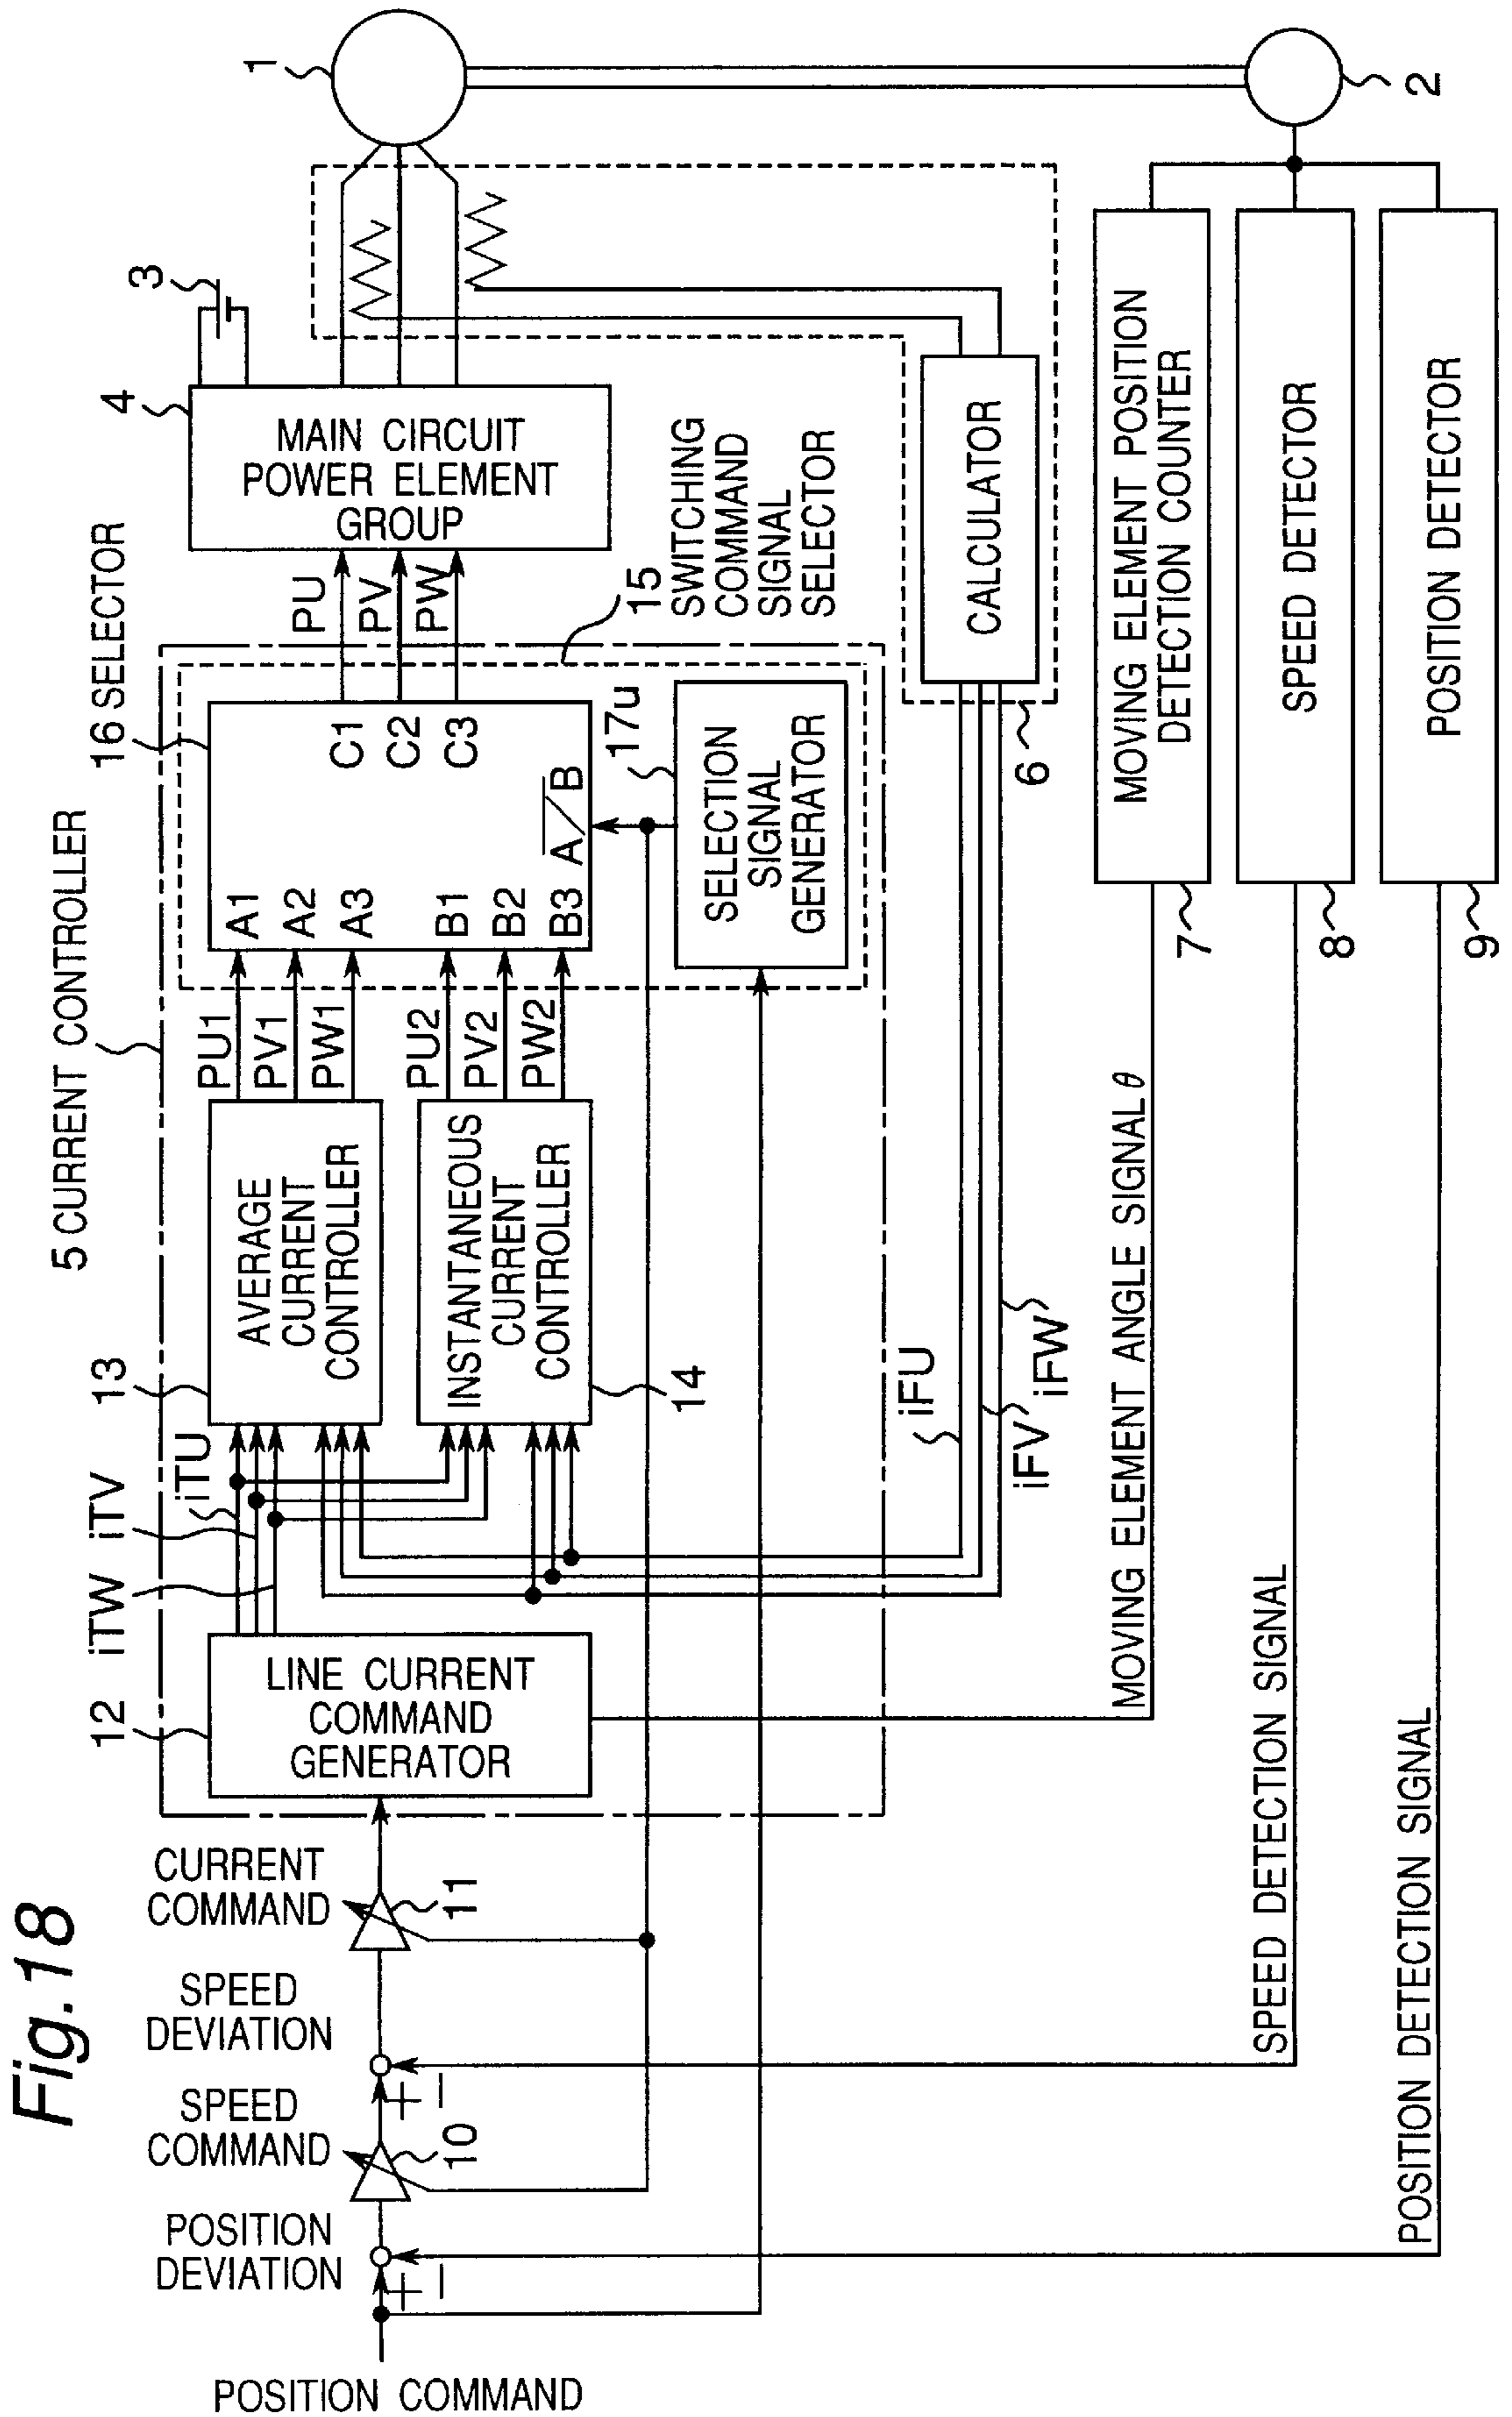 Fig.18
5 CURRENT CONTROLLER
16 SELECTOR
4
3
1
12
iTW
iTV
13
iTU
PU1
PV1
PW1
PU2
PV2
PW2
A1
A2
A3
B1
B2
B3
C1
C2
C3
A/B
PU
PV
PW
MAIN CIRCUIT
POWER ELEMENT
GROUP
CURRENT
COMMAND
SPEED
DEVIATION
SPEED
COMMAND
POSITION
DEVIATION
POSITION COMMAND
+
−
10
+
−
11
LINE CURRENT
COMMAND
GENERATOR
AVERAGE
CURRENT
CONTROLLER
INSTANTANEOUS
CURRENT
CONTROLLER
14
17u
SELECTION
SIGNAL
GENERATOR
15
SWITCHING
COMMAND
SIGNAL
SELECTOR
CALCULATOR
6
iFU
iFV
iFW
MOVING ELEMENT ANGLE SIGNAL θ
7
MOVING ELEMENT POSITION
DETECTION COUNTER
SPEED DETECTION SIGNAL
8
SPEED DETECTOR
POSITION DETECTION SIGNAL
9
POSITION DETECTOR
2